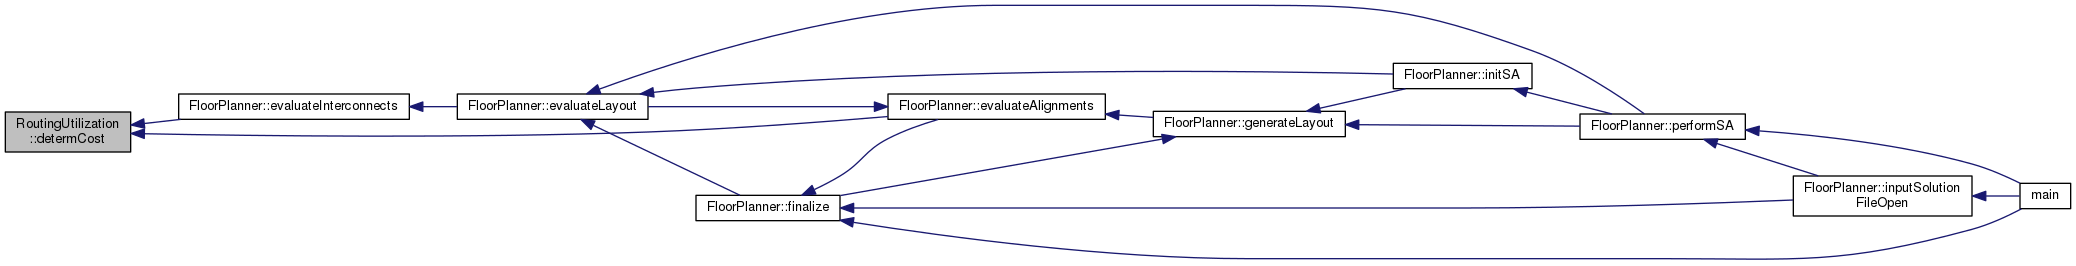 RoutingUtilization
::determCost
FloorPlanner::evaluateInterconnects
FloorPlanner::evaluateLayout
FloorPlanner::evaluateAlignments
FloorPlanner::finalize
FloorPlanner::generateLayout
FloorPlanner::initSA
FloorPlanner::performSA
FloorPlanner::inputSolution
FileOpen
main